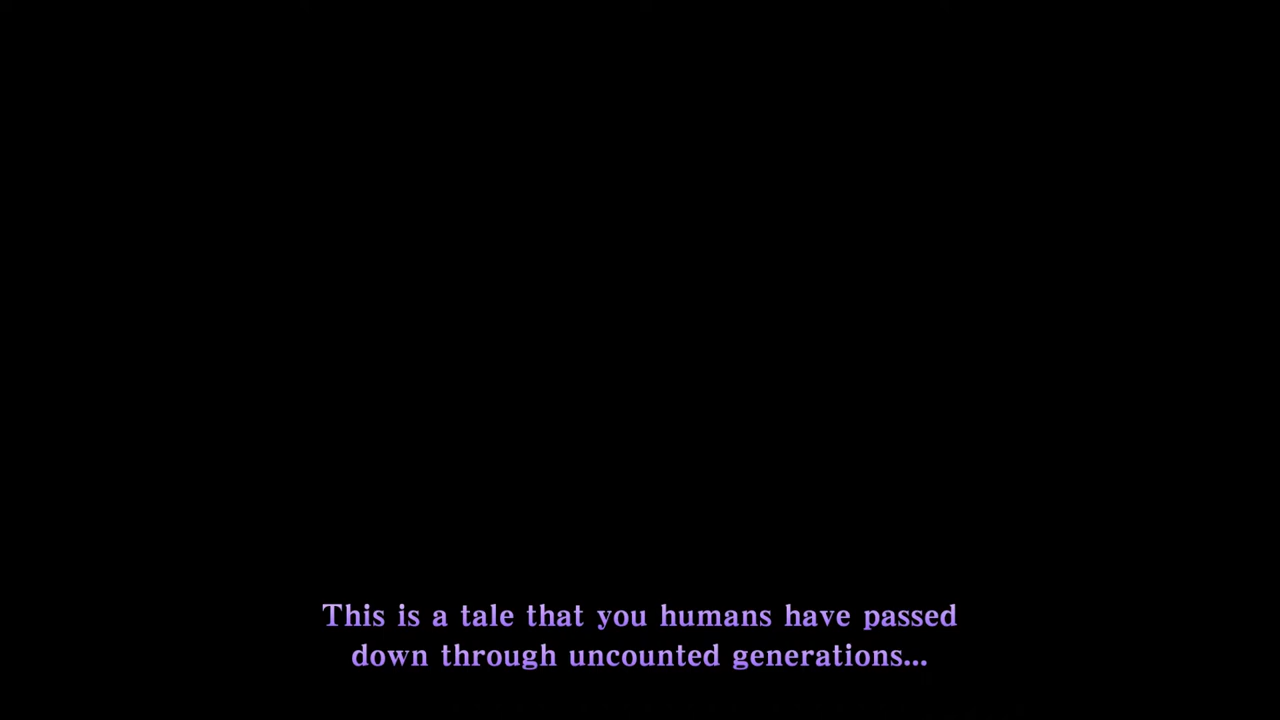 This is a tale that you humans have passed
down through uncounted generations...